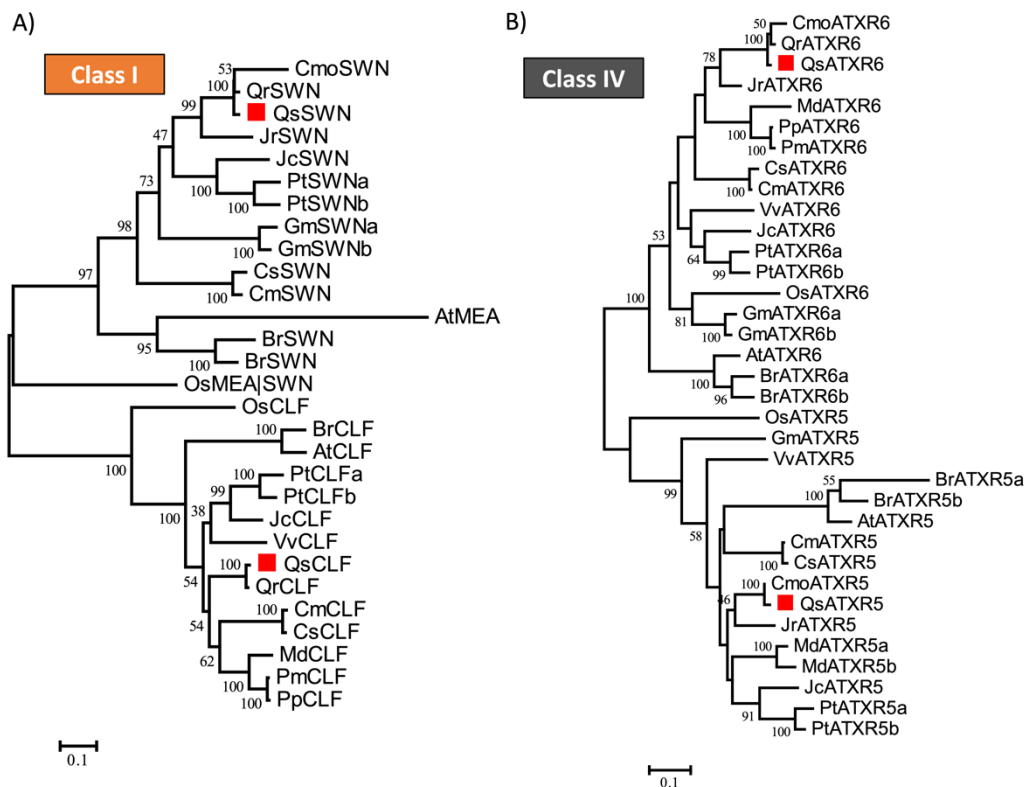 A)
Class I
53
CmoSWN
100
QrSWN
QsSWN
99
JrSWN
47
JcSWN
100
PtSWNa
100
PtSWNb
73
GmSWNa
100
GmSWNb
98
CsSWN
100
CmSWN
97
AtMEA
95
BrSWN
100
BrSWN
OsMEA|SWN
OsCLF
100
100
BrCLF
AtCLF
100
100
PtCLFa
99
PtCLFb
38
JcCLF
VvCLF
100
QsCLF
54
QrCLF
54
100
CmCLF
CsCLF
62
MdCLF
100
PmCLF
100
PpCLF
0.1
B)
Class IV
50
CmoATXR6
100
QrATXR6
78
QsATXR6
JrATXR6
MdATXR6
100
PpATXR6
100
PmATXR6
CsATXR6
100
CmATXR6
VvATXR6
53
JcATXR6
64
PtATXR6a
99
PtATXR6b
100
OsATXR6
81
GmATXR6a
100
GmATXR6b
AtATXR6
100
BrATXR6a
96
BrATXR6b
OsATXR5
GmATXR5
99
VvATXR5
55
BrATXR5a
100
BrATXR5b
AtATXR5
58
CmATXR5
100
CsATXR5
100
CmoATXR5
46
QsATXR5
JrATXR5
100
MdATXR5a
MdATXR5b
JcATXR5
91
PtATXR5a
100
PtATXR5b
0.1